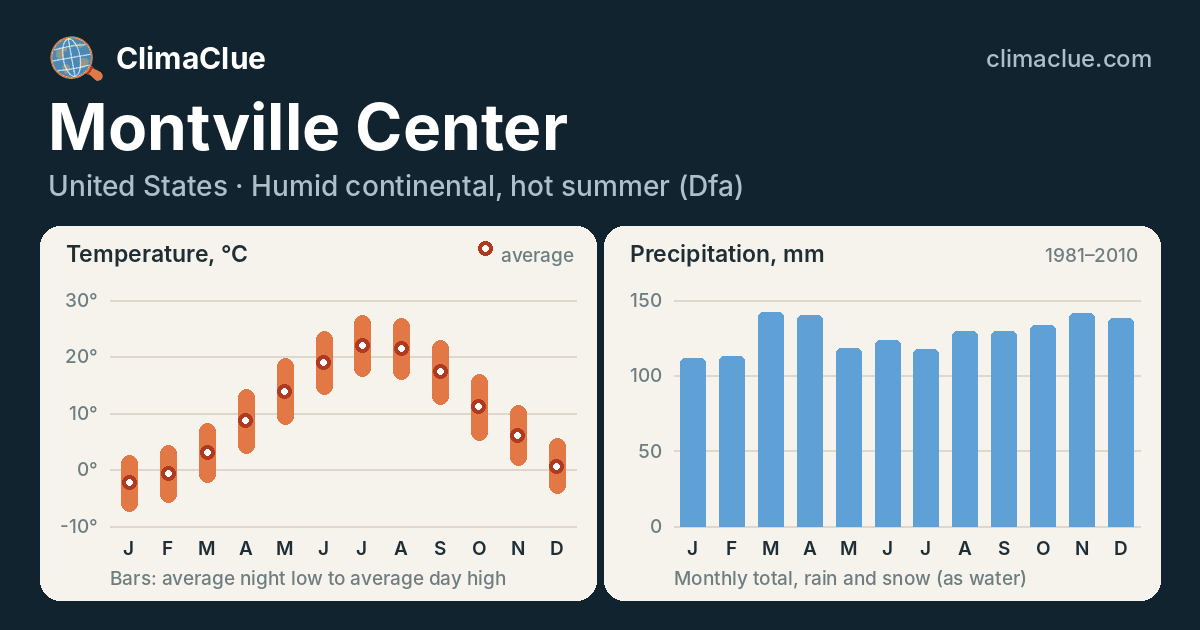 ClimaClue
climaclue.com
Montville Center
United States · Humid continental, hot summer (Dfa)
Temperature, °C
average
30°
20°
10°
0°
-10°
J F M A M J J A S O N D
Bars: average night low to average day high
Precipitation, mm
1981–2010
150
100
50
0
J F M A M J J A S O N D
Monthly total, rain and snow (as water)